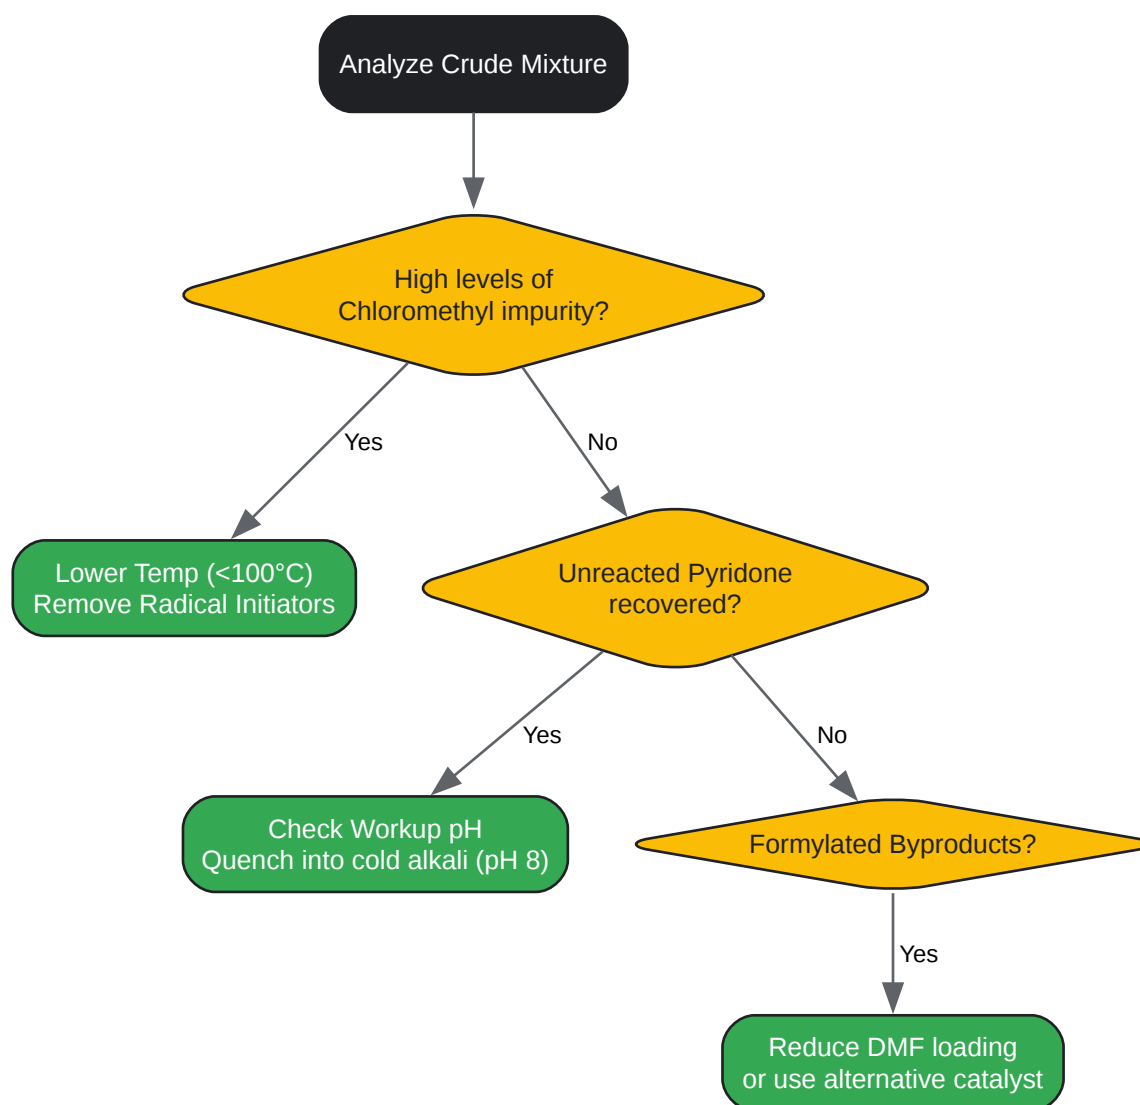 Analyze Crude Mixture
High levels of
Chloromethyl impurity?
Yes
No
Lower Temp (<100°C)
Remove Radical Initiators
Unreacted Pyridone
recovered?
Yes
No
Check Workup pH
Quench into cold alkali (pH 8)
Formylated Byproducts?
Yes
Reduce DMF loading
or use alternative catalyst